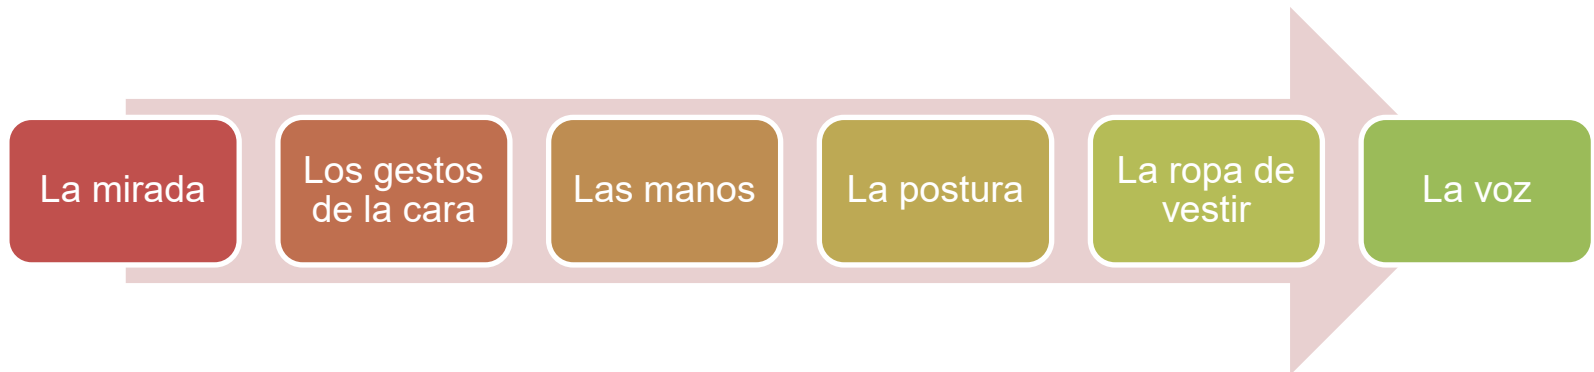 La mirada
Los gestos
de la cara
Las manos
La postura
La ropa de
vestir
La voz